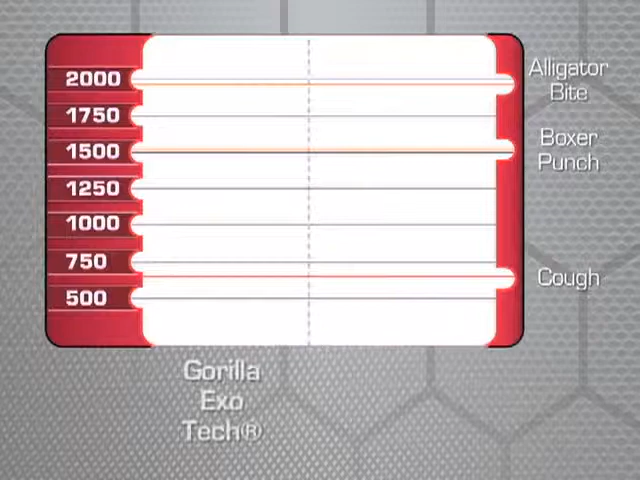 2000
1750
1500
1250
1000
750
500
Alligator
Bite
Boxer
Punch
Cough
Gorilla
Exo
Tech®